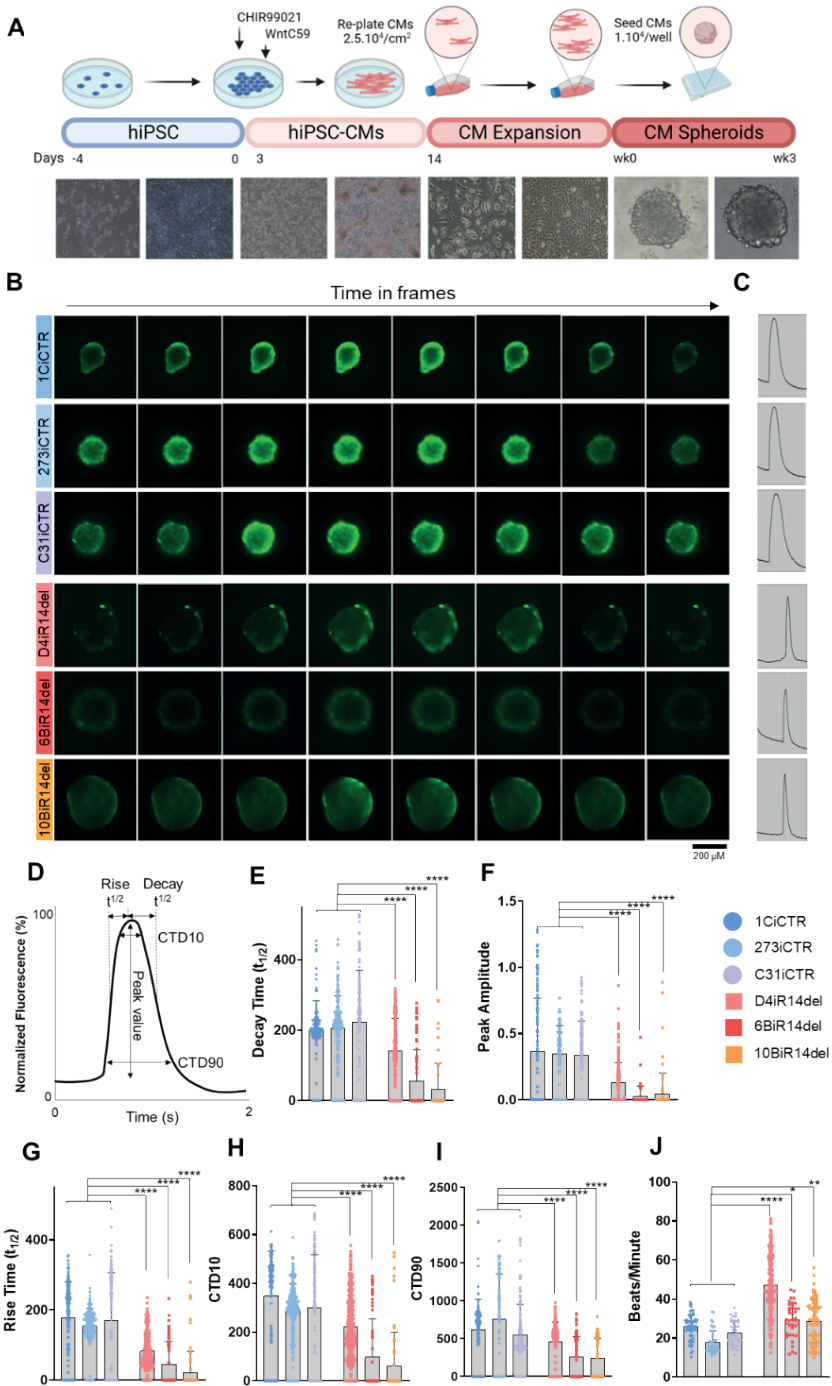 A
CHIR99021
WntC59
Re-plate CMs
2.5.10⁴/cm²
Seed CMs
1.10⁴/well
hiPSC
hiPSC-CMs
CM Expansion
CM Spheroids
Days -4 0 3 14 wk0 wk3
B
Time in frames
C
1CiCTR
273iCTR
C31iCTR
D4iR14del
6BiR14del
10BiR14del
200 μM
D
Rise t1/2
Decay t1/2
100
CTD10
Peak value
CTD90
0
Normalized Fluorescence (%)
0 2
Time (s)
E
****
****
****
Decay Time (t1/2)
400
200
0
F
****
****
****
Peak Amplitude
1.5
1.0
0.5
0.0
1CiCTR
273iCTR
C31iCTR
D4iR14del
6BiR14del
10BiR14del
G
****
****
****
Rise Time (t1/2)
400
200
0
H
****
****
****
CTD10
800
600
400
200
0
I
****
****
****
CTD90
2500
2000
1500
1000
500
0
J
**
*
****
Beats/Minute
100
80
60
40
20
0